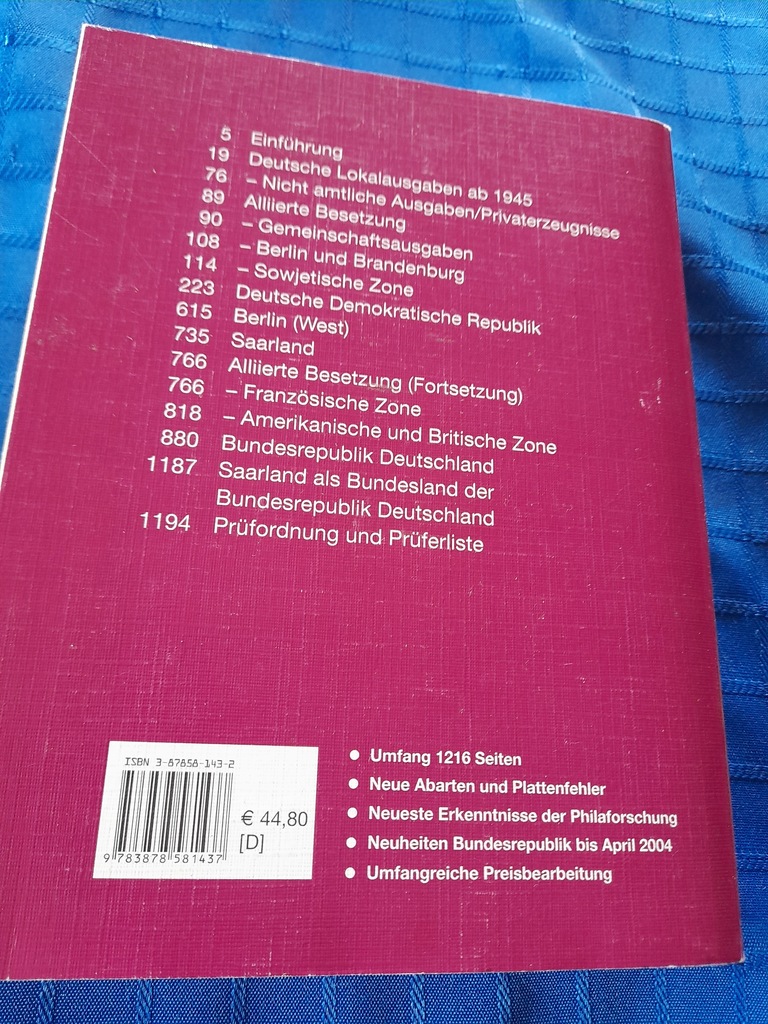 5 Einführung
19 Deutsche Lokalausgaben ab 1945
76 – Nicht amtliche Ausgaben/Privaterzeugnisse
89 Alliierte Besetzung
90 – Gemeinschaftsausgaben
108 – Berlin und Brandenburg
114 – Sowjetische Zone
223 Deutsche Demokratische Republik
615 Berlin (West)
735 Saarland
766 Alliierte Besetzung (Fortsetzung)
766 – Französische Zone
818 – Amerikanische und Britische Zone
880 Bundesrepublik Deutschland
1187 Saarland als Bundesland der
Bundesrepublik Deutschland
1194 Prüfordnung und Prüferliste
ISBN 3-87858-143-2
€ 44,80
[D]
9 783878 581437
● Umfang 1216 Seiten
● Neue Abarten und Plattenfehler
● Neueste Erkenntnisse der Philaforschung
● Neuheiten Bundesrepublik bis April 2004
● Umfangreiche Preisbearbeitung